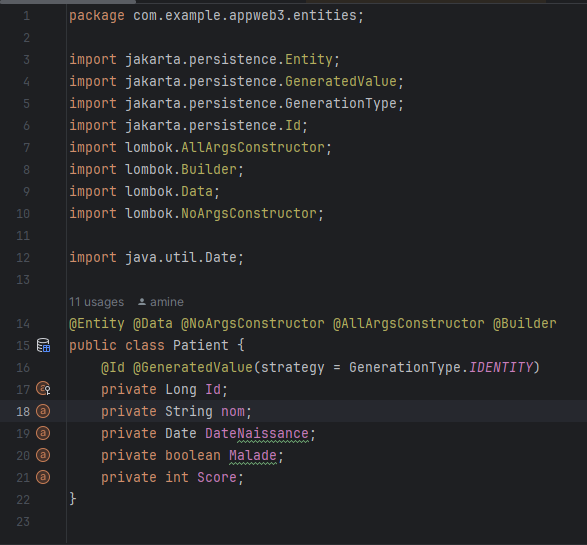 1 package com.example.appweb3.entities;
2
3 import jakarta.persistence.Entity;
4 import jakarta.persistence.GeneratedValue;
5 import jakarta.persistence.GenerationType;
6 import jakarta.persistence.Id;
7 import lombok.AllArgsConstructor;
8 import lombok.Builder;
9 import lombok.Data;
10 import lombok.NoArgsConstructor;
11
12 import java.util.Date;
13
11 usages amine
14 @Entity @Data @NoArgsConstructor @AllArgsConstructor @Builder
15 public class Patient {
16 @Id @GeneratedValue(strategy = GenerationType.IDENTITY)
17 private Long Id;
18 private String nom;
19 private Date DateNaissance;
20 private boolean Malade;
21 private int Score;
22 }
23